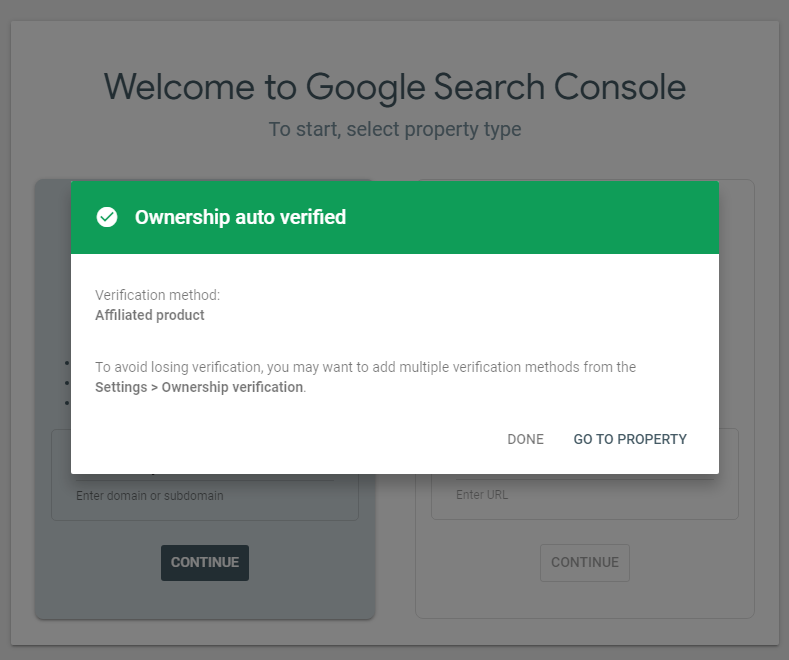 Welcome to Google Search Console
To start, select property type
Ownership auto verified
Verification method:
Affiliated product
To avoid losing verification, you may want to add multiple verification methods from the
Settings > Ownership verification.
DONE GO TO PROPERTY
Enter domain or subdomain
Enter URL
CONTINUE
CONTINUE